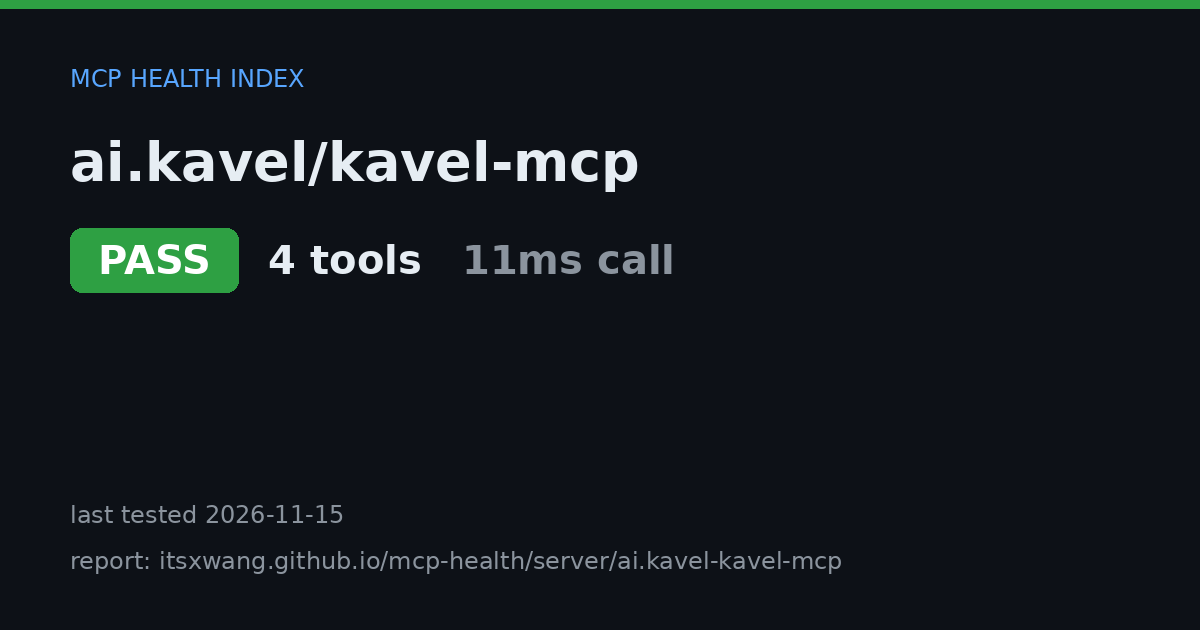 MCP HEALTH INDEX
ai.kavel/kavel-mcp
PASS 4 tools 11ms call
last tested 2026-11-15
report: itsxwang.github.io/mcp-health/server/ai.kavel-kavel-mcp